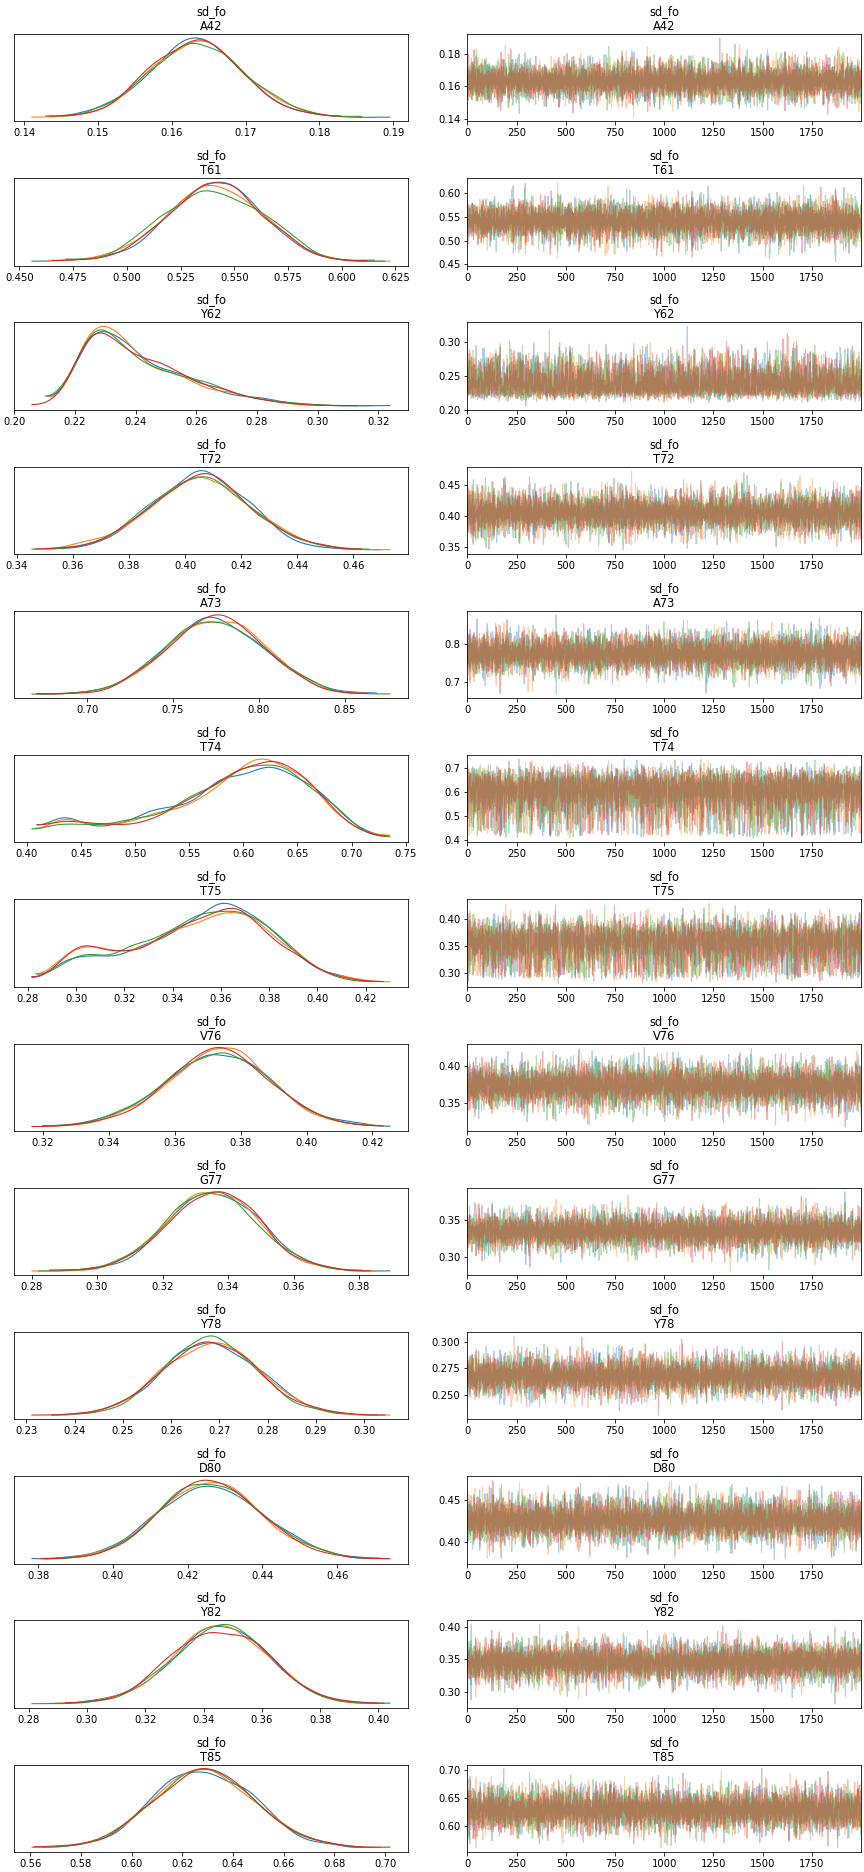 sd_fo
A42
sd_fo
A42
0.18
0.16
0.14
0.14 0.15 0.16 0.17 0.18 0.19
0 250 500 750 1000 1250 1500 1750
sd_fo
T61
sd_fo
T61
0.60
0.55
0.50
0.45
0.450 0.475 0.500 0.525 0.550 0.575 0.600 0.625
0 250 500 750 1000 1250 1500 1750
sd_fo
Y62
sd_fo
Y62
0.30
0.25
0.20
0.20 0.22 0.24 0.26 0.28 0.30 0.32
0 250 500 750 1000 1250 1500 1750
sd_fo
T72
sd_fo
T72
0.45
0.40
0.35
0.34 0.36 0.38 0.40 0.42 0.44 0.46
0 250 500 750 1000 1250 1500 1750
sd_fo
A73
sd_fo
A73
0.8
0.7
0.70 0.75 0.80 0.85
0 250 500 750 1000 1250 1500 1750
sd_fo
T74
sd_fo
T74
0.7
0.6
0.5
0.4
0.40 0.45 0.50 0.55 0.60 0.65 0.70 0.75
0 250 500 750 1000 1250 1500 1750
sd_fo
T75
sd_fo
T75
0.40
0.35
0.30
0.28 0.30 0.32 0.34 0.36 0.38 0.40 0.42
0 250 500 750 1000 1250 1500 1750
sd_fo
V76
sd_fo
V76
0.40
0.35
0.32 0.34 0.36 0.38 0.40 0.42
0 250 500 750 1000 1250 1500 1750
sd_fo
G77
sd_fo
G77
0.35
0.30
0.28 0.30 0.32 0.34 0.36 0.38
0 250 500 750 1000 1250 1500 1750
sd_fo
Y78
sd_fo
Y78
0.300
0.275
0.250
0.23 0.24 0.25 0.26 0.27 0.28 0.29 0.30
0 250 500 750 1000 1250 1500 1750
sd_fo
D80
sd_fo
D80
0.45
0.40
0.38 0.40 0.42 0.44 0.46
0 250 500 750 1000 1250 1500 1750
sd_fo
Y82
sd_fo
Y82
0.40
0.35
0.30
0.28 0.30 0.32 0.34 0.36 0.38 0.40
0 250 500 750 1000 1250 1500 1750
sd_fo
T85
sd_fo
T85
0.70
0.65
0.60
0.56 0.58 0.60 0.62 0.64 0.66 0.68 0.70
0 250 500 750 1000 1250 1500 1750